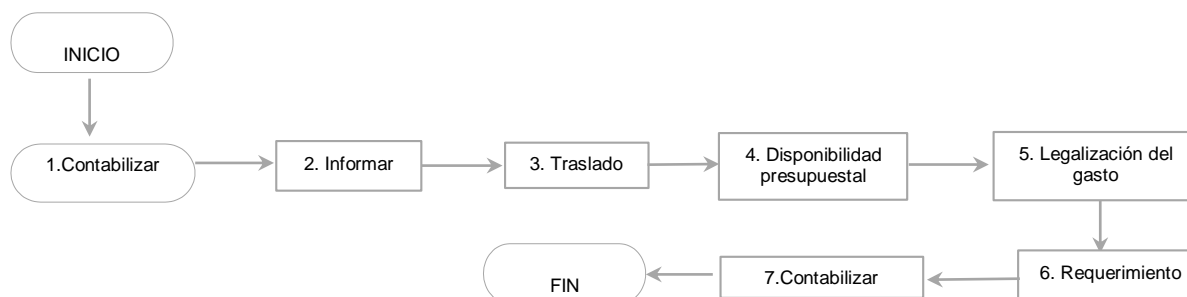 INICIO
1.Contabilizar
2. Informar
3. Traslado
4. Disponibilidad
presupuestal
5. Legalización del
gasto
6. Requerimiento
7.Contabilizar
FIN